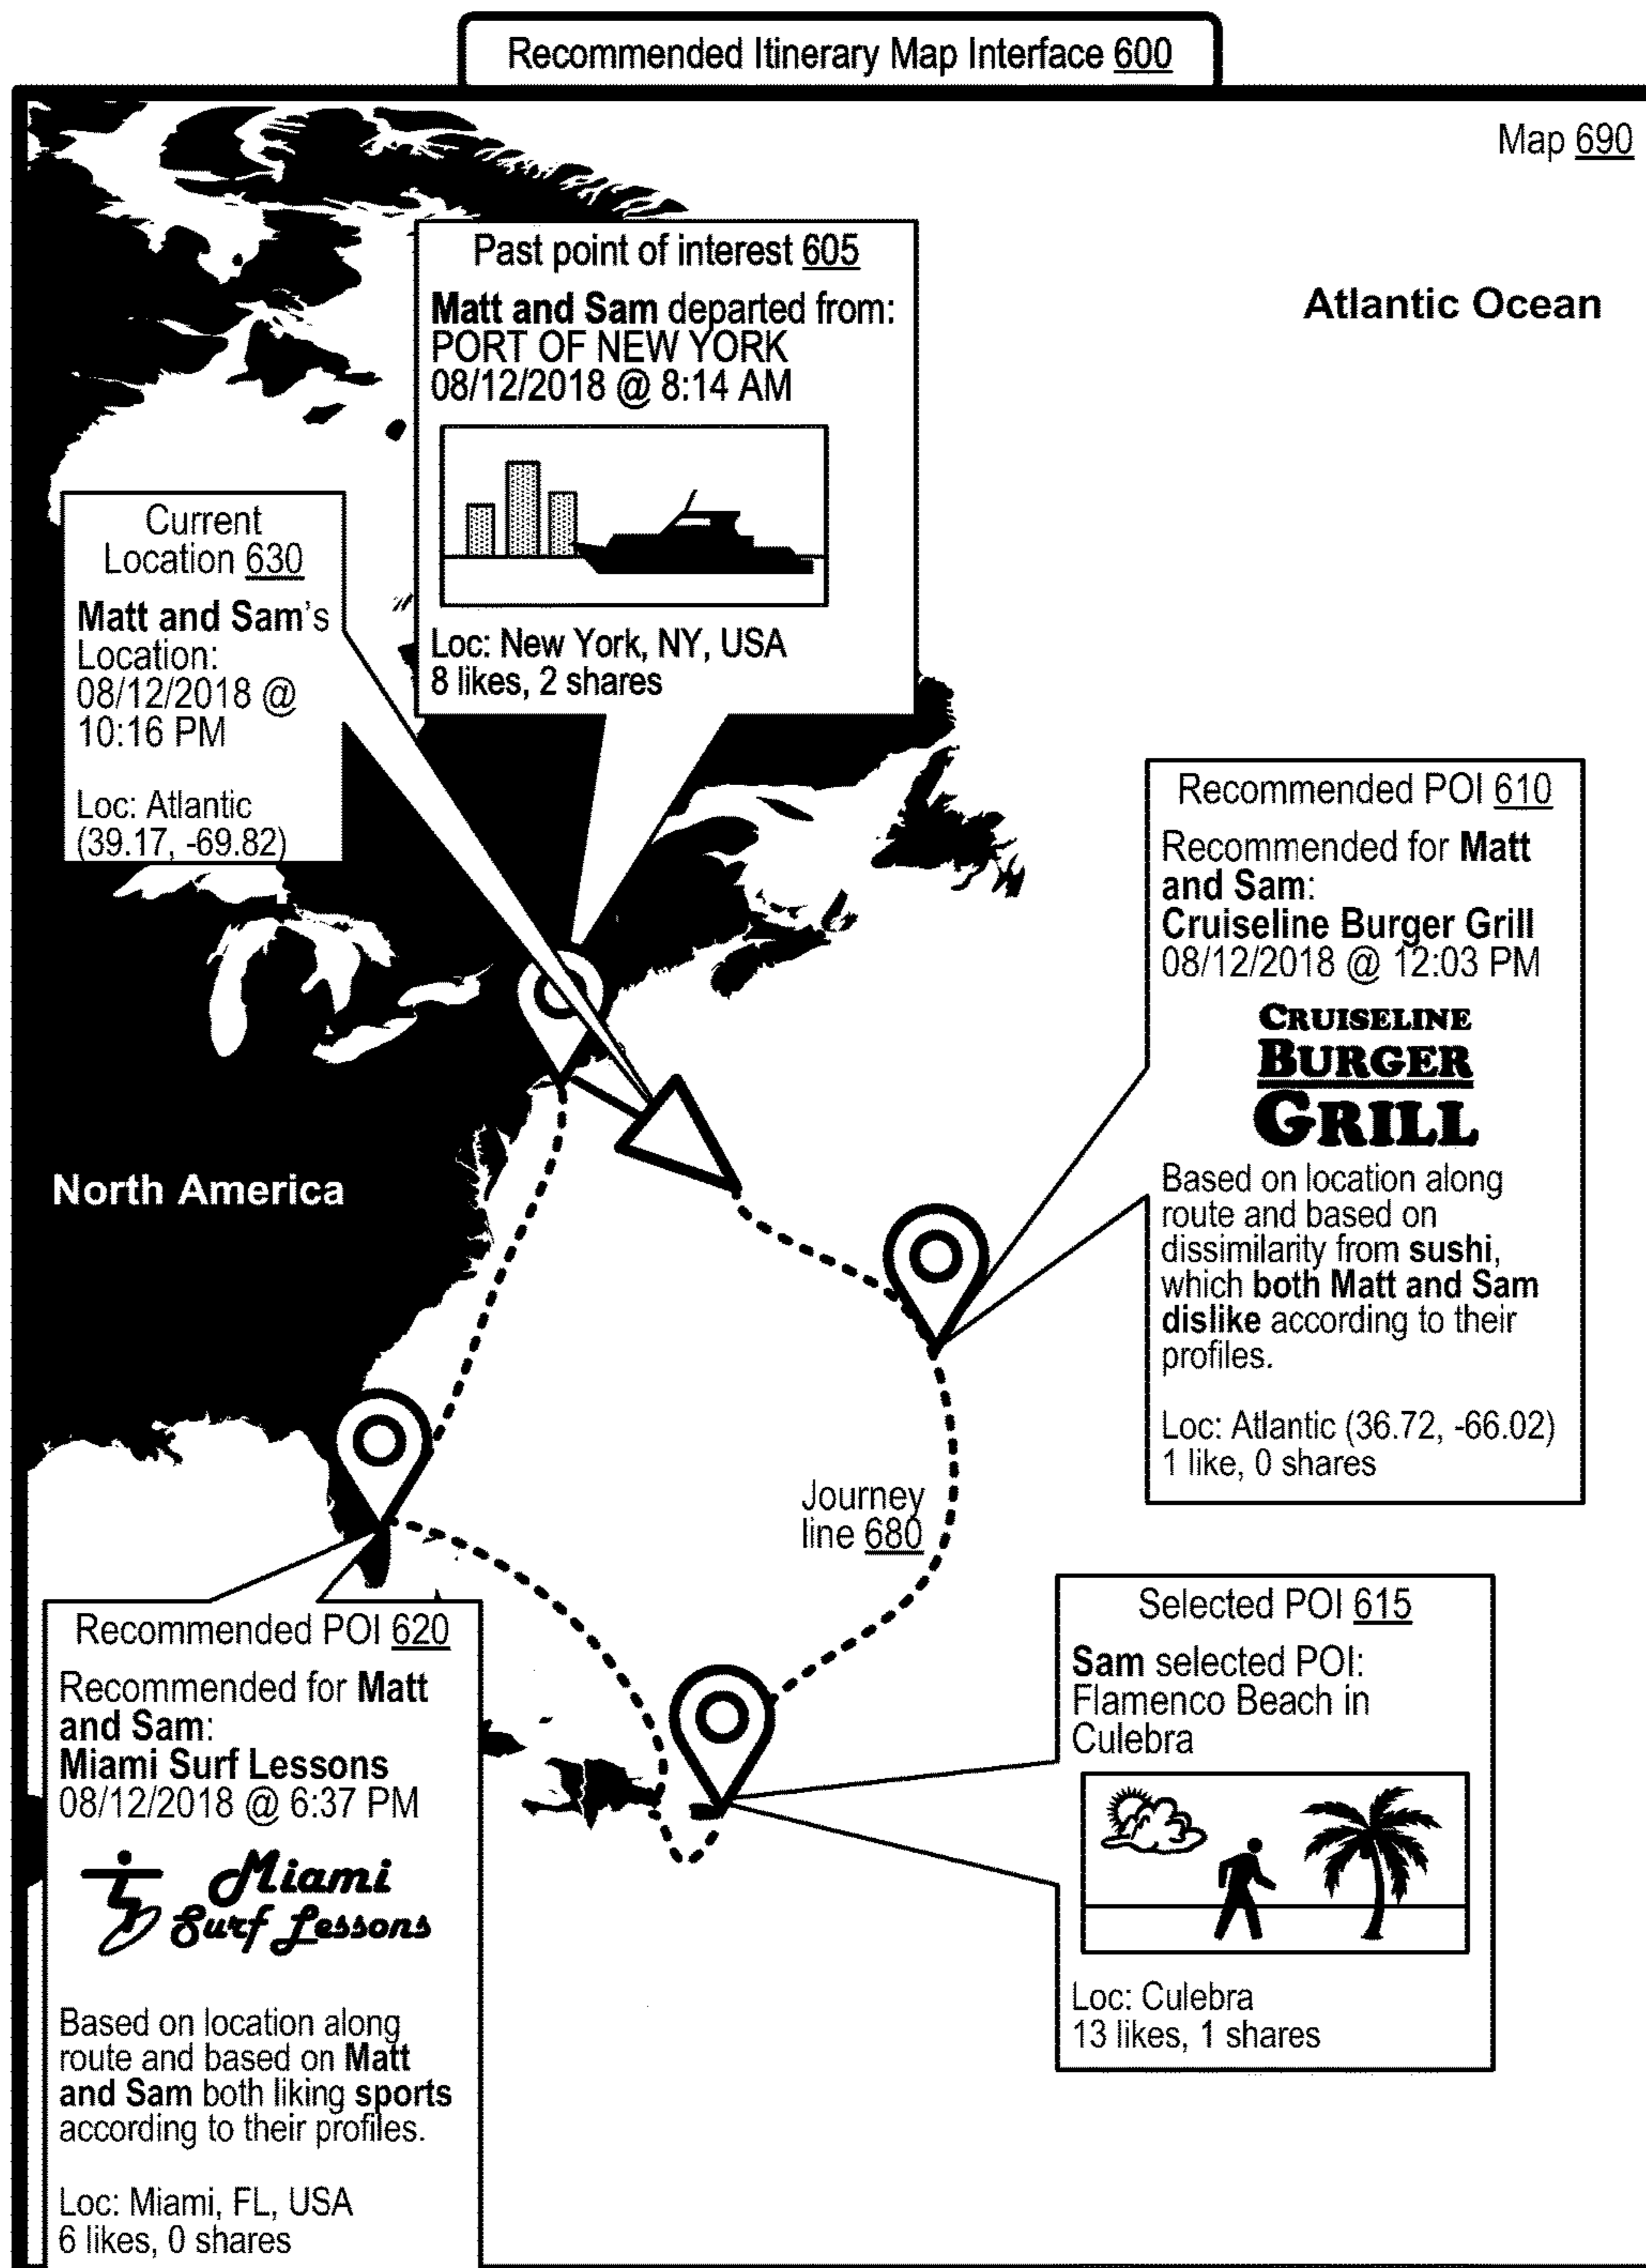 Recommended Itinerary Map Interface 600
Map 690
Atlantic Ocean
Past point of interest 605
Matt and Sam departed from:
PORT OF NEW YORK
08/12/2018 @ 8:14 AM
Loc: New York, NY, USA
8 likes, 2 shares
Current
Location 630
Matt and Sam's
Location:
08/12/2018 @
10:16 PM
Loc: Atlantic
(39.17, -69.82)
Recommended POI 610
Recommended for Matt
and Sam:
Cruiseline Burger Grill
08/12/2018 @ 12:03 PM
CRUISELINE
BURGER
GRILL
Based on location along
route and based on
dissimilarity from sushi,
which both Matt and Sam
dislike according to their
profiles.
Loc: Atlantic (36.72, -66.02)
1 like, 0 shares
North America
Journey
line 680
Selected POI 615
Sam selected POI:
Flamenco Beach in
Culebra
Loc: Culebra
13 likes, 1 shares
Recommended POI 620
Recommended for Matt
and Sam:
Miami Surf Lessons
08/12/2018 @ 6:37 PM
Miami
Surf Lessons
Based on location along
route and based on Matt
and Sam both liking sports
according to their profiles.
Loc: Miami, FL, USA
6 likes, 0 shares